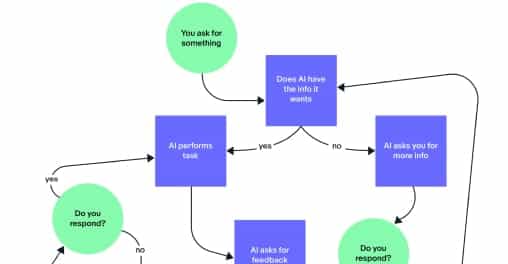 You ask for
something
Does AI have
the info it
wants
AI performs
task
yes
no
AI asks you for
more info
yes
Do you
respond?
no
AI asks for
feedback
Do you
respond?